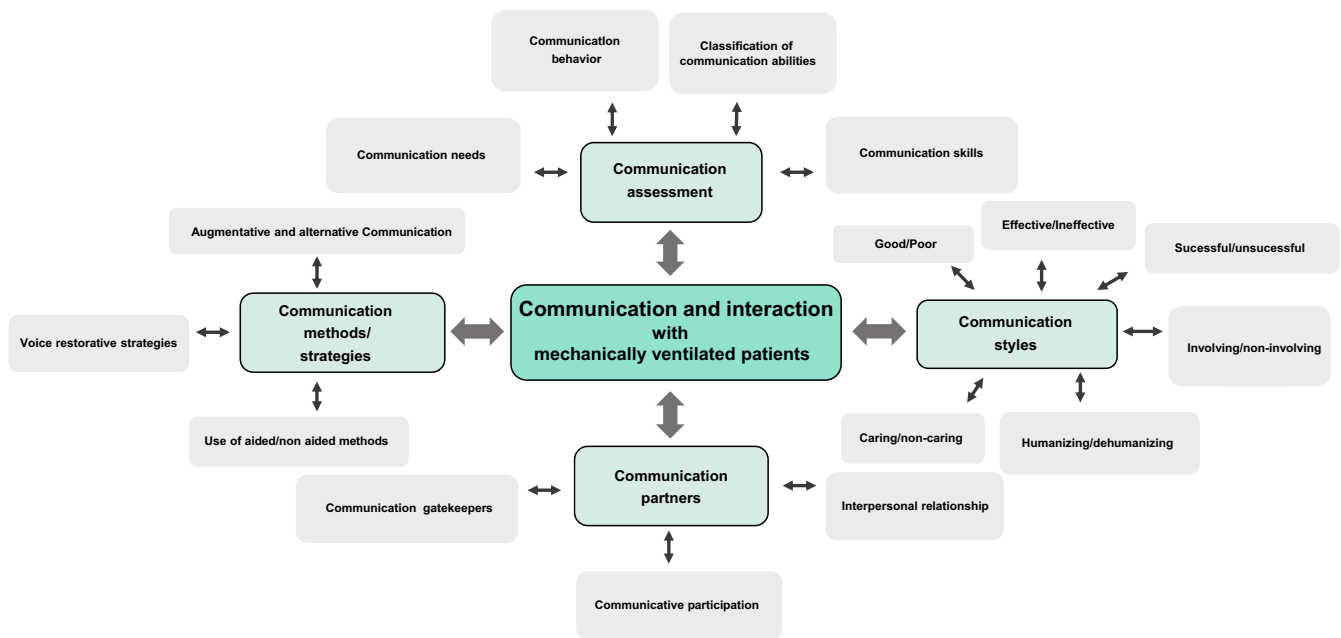 CommunicatIon
behavior
Classification of
communication abilities
Communication needs
Communication
assessment
Communication skills
Augmentative and alternative Communication
Good/Poor
Effective/Ineffective
Sucessful/unsucessful
Communication
methods/
strategies
Voice restorative strategies
Communication and interaction
with
mechanically ventilated patients
Communication
styles
Involving/non-involving
Use of aided/non aided methods
Caring/non-caring
Humanizing/dehumanizing
Communication gatekeepers
Communication
partners
Interpersonal relationship
Communicative participation